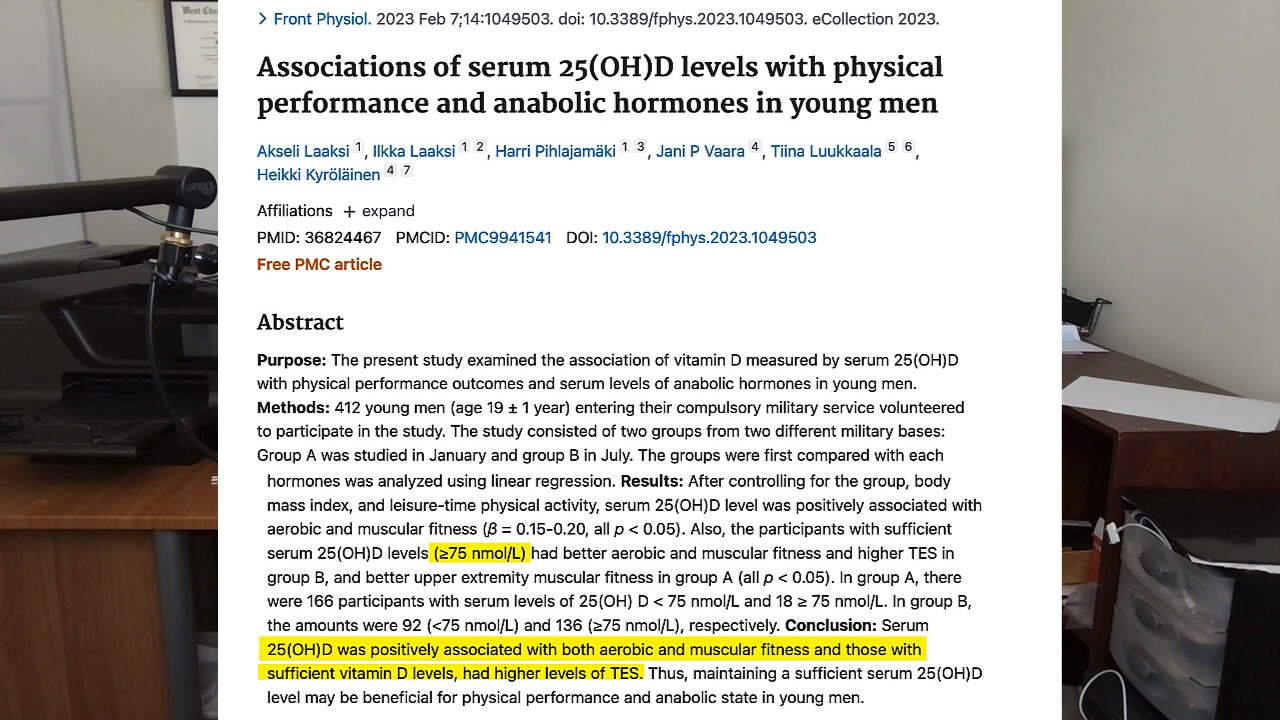 > Front Physiol. 2023 Feb 7;14:1049503. doi: 10.3389/fphys.2023.1049503. eCollection 2023.
Associations of serum 25(OH)D levels with physical
performance and anabolic hormones in young men
Akseli Laaksi 1, Ilkka Laaksi 1 2, Harri Pihlajamäki 1 3, Jani P Vaara 4, Tiina Luukkaala 5 6,
Heikki Kyröläinen 4 7
Affiliations + expand
PMID: 36824467 PMCID: PMC9941541 DOI: 10.3389/fphys.2023.1049503
Free PMC article
Abstract
Purpose: The present study examined the association of vitamin D measured by serum 25(OH)D
with physical performance outcomes and serum levels of anabolic hormones in young men.
Methods: 412 young men (age 19 ± 1 year) entering their compulsory military service volunteered
to participate in the study. The study consisted of two groups from two different military bases:
Group A was studied in January and group B in July. The groups were first compared with each
hormones was analyzed using linear regression. Results: After controlling for the group, body
mass index, and leisure-time physical activity, serum 25(OH)D level was positively associated with
aerobic and muscular fitness (β = 0.15-0.20, all p < 0.05). Also, the participants with sufficient
serum 25(OH)D levels (≥75 nmol/L) had better aerobic and muscular fitness and higher TES in
group B, and better upper extremity muscular fitness in group A (all p < 0.05). In group A, there
were 166 participants with serum levels of 25(OH) D < 75 nmol/L and 18 ≥ 75 nmol/L. In group B,
the amounts were 92 (<75 nmol/L) and 136 (≥75 nmol/L), respectively. Conclusion: Serum
25(OH)D was positively associated with both aerobic and muscular fitness and those with
sufficient vitamin D levels, had higher levels of TES. Thus, maintaining a sufficient serum 25(OH)D
level may be beneficial for physical performance and anabolic state in young men.